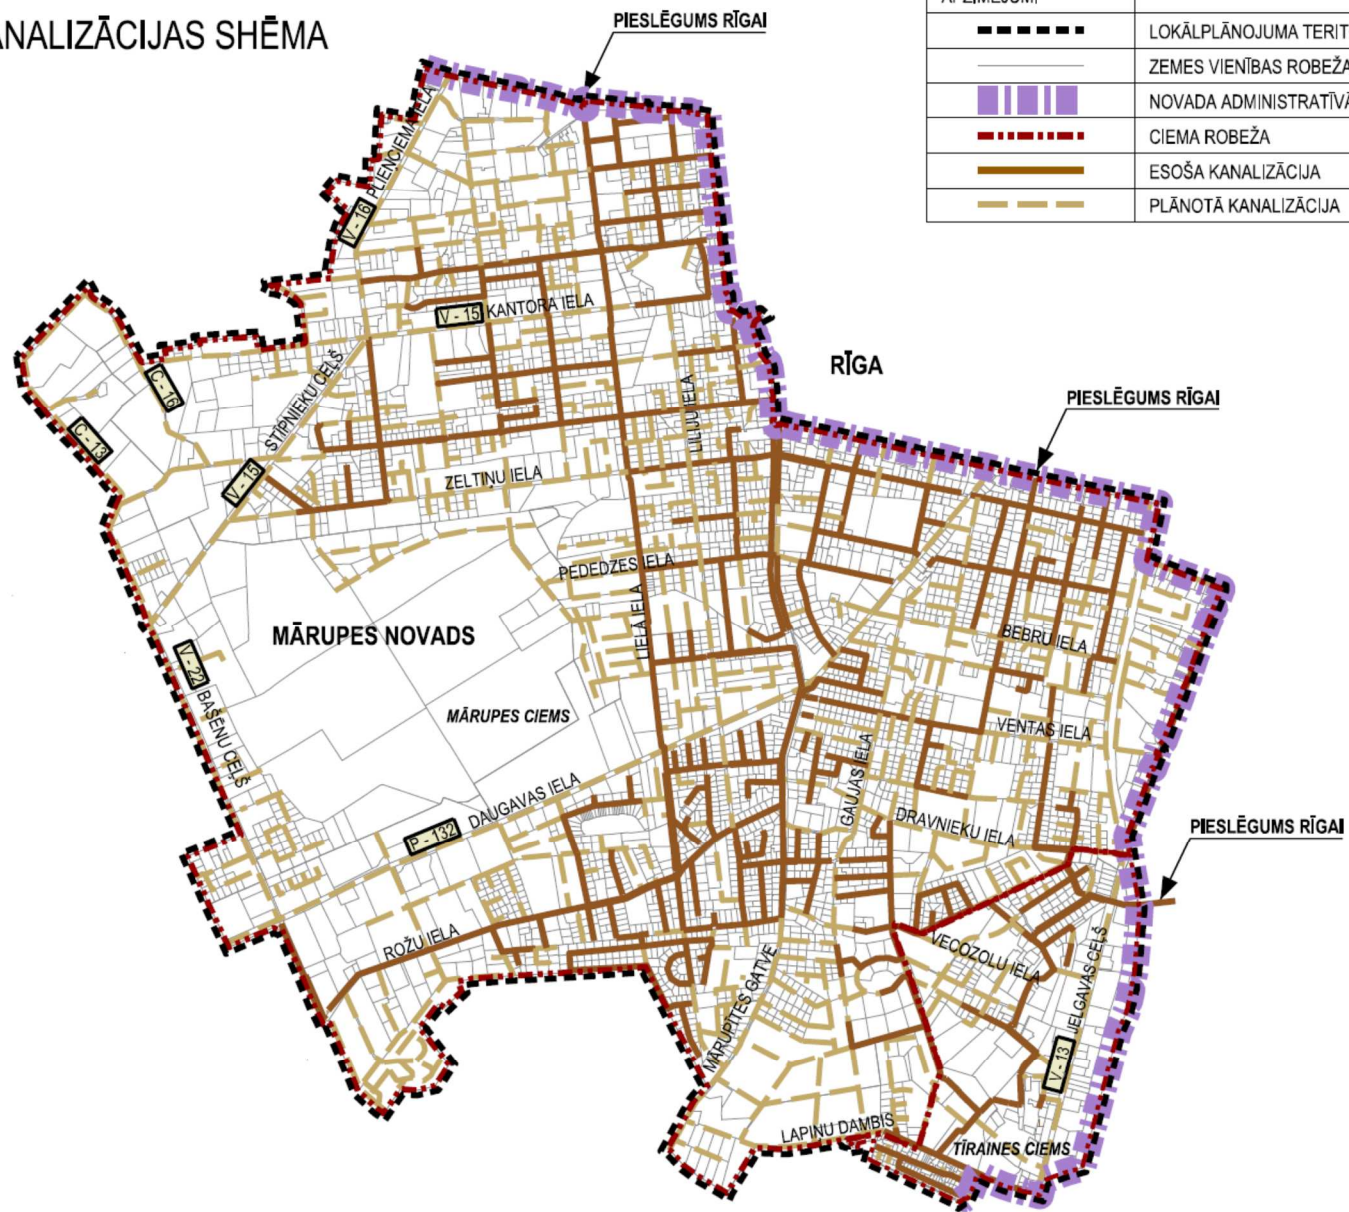 ANALIZĀCIJAS SHĒMA
PIESLĒGUMS RĪGAI
LOKĀLPLĀNOJUMA TERIT
ZEMES VIENĪBAS ROBEŽA
NOVADA ADMINISTRATĪVĀ
CIEMA ROBEŽA
ESOŠA KANALIZĀCIJA
PLĀNOTĀ KANALIZĀCIJA
PLIEŅCIEMA IELA
V - 16
V - 15 KANTORA IELA
C - 16
C - 13
STĪPNIEKU CEĻŠ
V - 15
RĪGA
PIESLĒGUMS RĪGAI
LILIJU IELA
ZELTIŅU IELA
PEDEDZES IELA
LIELĀ IELA
MĀRUPES NOVADS
BEBRU IELA
V - 22
BAŠĒNU CEĻŠ
MĀRUPES CIEMS
VENTAS IELA
GAUJAS IELA
P - 132
DAUGAVAS IELA
DRAVNIEKU IELA
PIESLĒGUMS RĪGAI
ROŽU IELA
VECOZOLU IELA
JELGAVAS CEĻŠ
V - 13
MĀRUPĪTES GATVE
LAPIŅU DAMBIS
TĪRAINES CIEMS